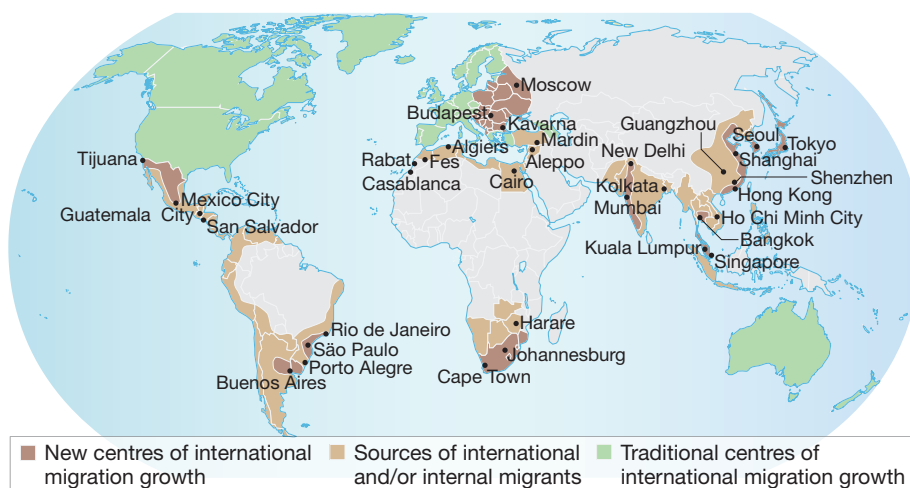 Moscow
Budapest
Kavarna
Guangzhou
Seoul
Tokyo
Algiers
Mardin
New Delhi
Tijuana
Rabat
Fes
Aleppo
Shanghai
Shenzhen
Casablanca
Cairo
Kolkata
Hong Kong
Mexico City
Mumbai
Guatemala
City
Ho Chi Minh City
San Salvador
Bangkok
Kuala Lumpur
Singapore
Rio de Janeiro
Harare
Säo Paulo
Johannesburg
Porto Alegre
Buenos Aires
Cape Town
New centres of international
migration growth
Sources of international
and/or internal migrants
Traditional centres of
international migration growth